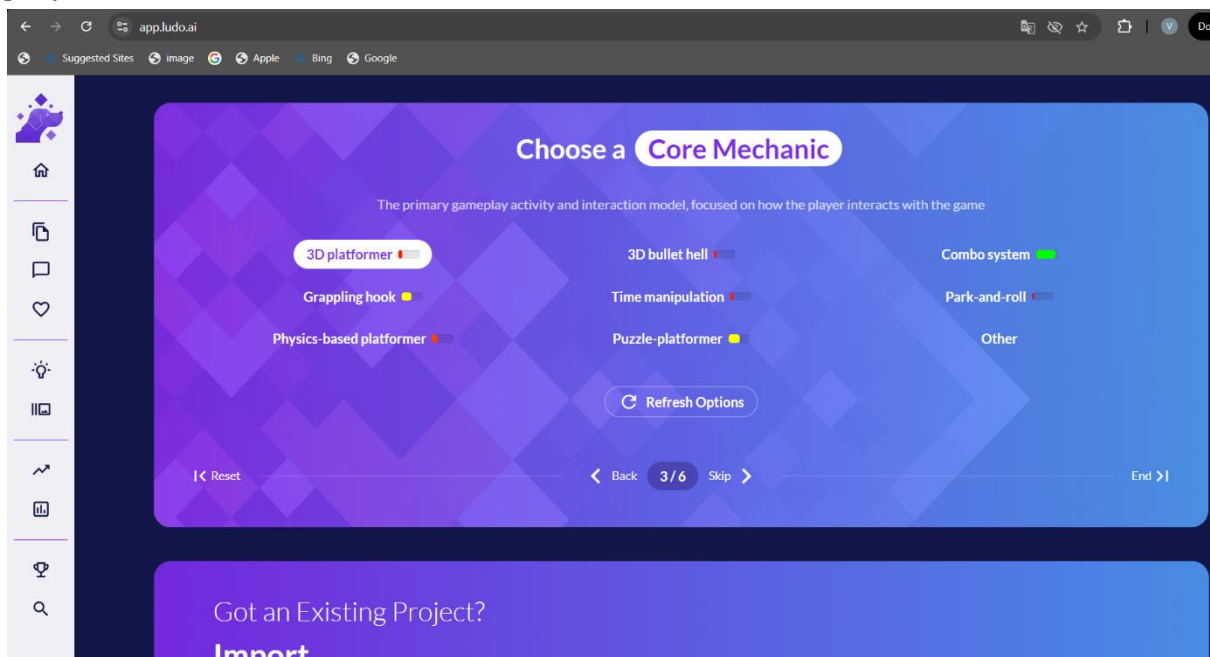 app.ludo.ai
V
Suggested Sites image Apple Bing Google
Choose a Core Mechanic
The primary gameplay activity and interaction model, focused on how the player interacts with the game
3D platformer 3D bullet hell Combo system
Grappling hook Time manipulation Park-and-roll
Physics-based platformer Puzzle-platformer Other
Refresh Options
Reset Back 3/6 Skip End
Got an Existing Project?
Import